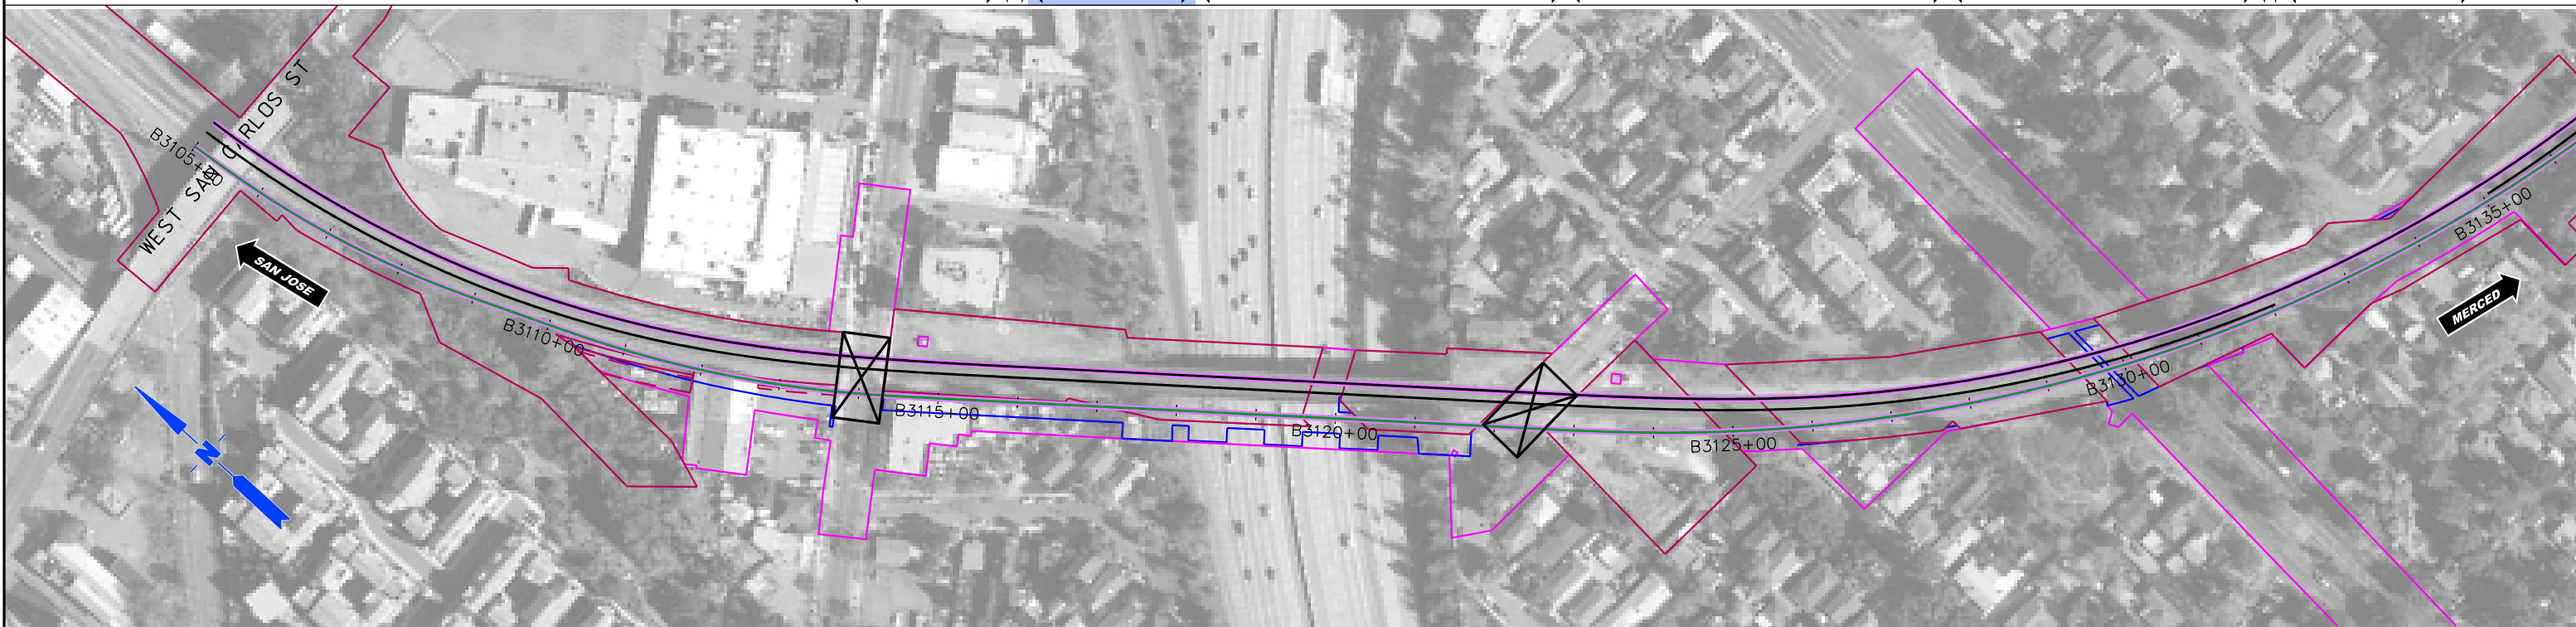 WEST SAN CARLOS ST
B3105+00
SAN JOSE
B3110+00
N
B3115+00
B3120+00
B3125+00
B3130+00
B3135+00
MERCED